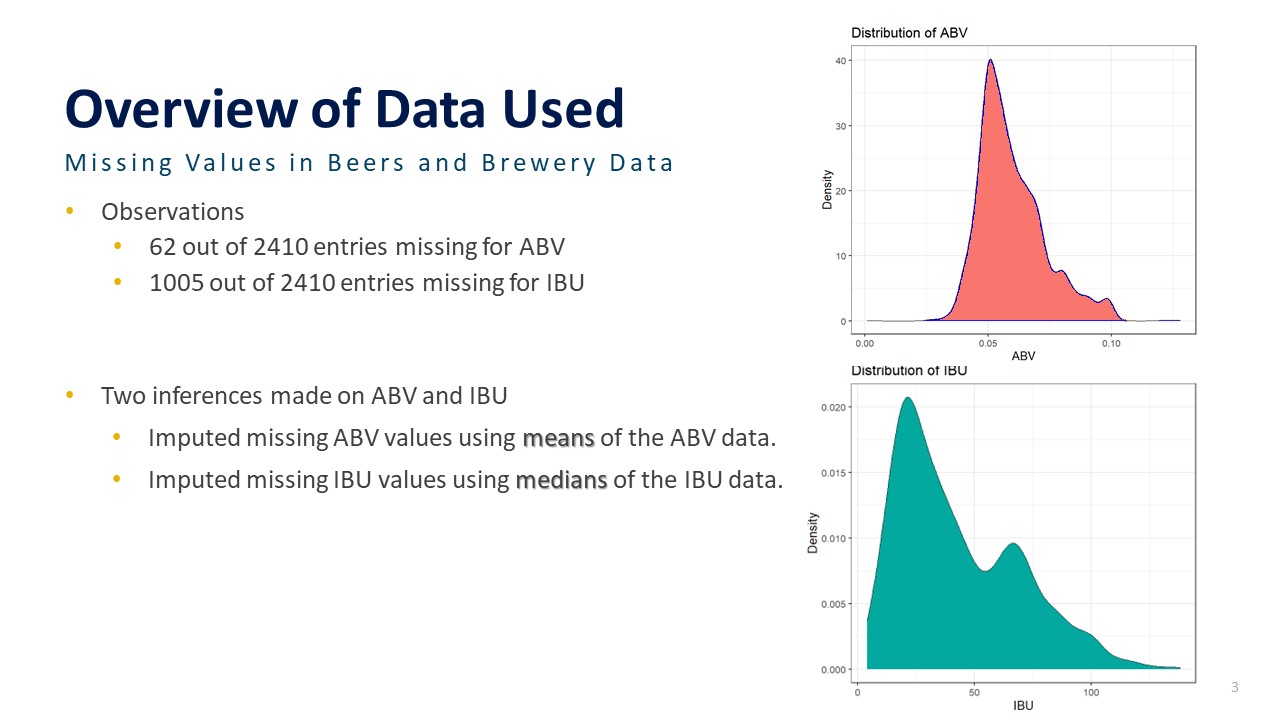 Overview of Data Used
Missing Values in Beers and Brewery Data
• Observations
• 62 out of 2410 entries missing for ABV
• 1005 out of 2410 entries missing for IBU
• Two inferences made on ABV and IBU
• Imputed missing ABV values using means of the ABV data.
• Imputed missing IBU values using medians of the IBU data.
Distribution of ABV
Density
40
30
20
10
0
0.00 0.05 0.10
ABV
Distribution of IBU
Density
0.020
0.015
0.010
0.005
0.000
0 50 100
IBU
3